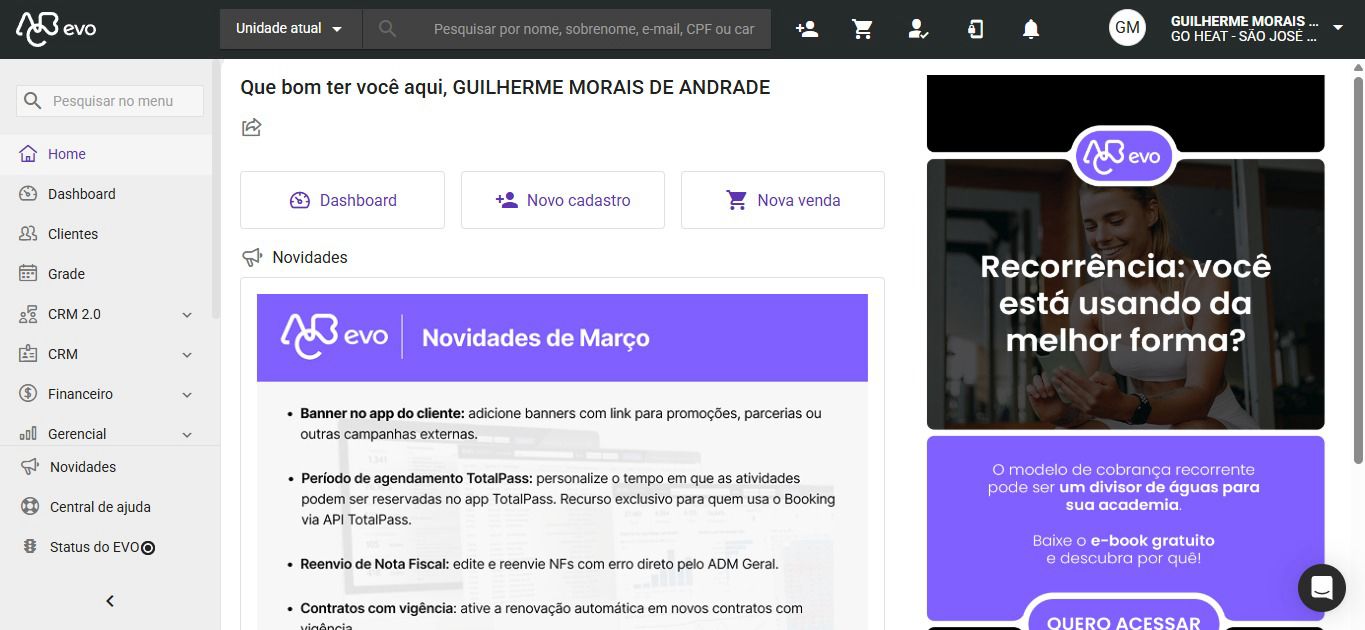 evo
Unidade atual
Pesquisar por nome, sobrenome, e-mail, CPF ou car
GM
GUILHERME MORAIS ...
GO HEAT - SÃO JOSÉ ...
Pesquisar no menu
Home
Dashboard
Clientes
Grade
CRM 2.0
CRM
Financeiro
Gerencial
Novidades
Central de ajuda
Status do EVO
Que bom ter você aqui, GUILHERME MORAIS DE ANDRADE
Dashboard
Novo cadastro
Nova venda
Novidades
evo
Novidades de Março
• Banner no app do cliente: adicione banners com link para promoções, parcerias ou
outras campanhas externas.
• Período de agendamento TotalPass: personalize o tempo em que as atividades
podem ser reservadas no app TotalPass. Recurso exclusivo para quem usa o Booking
via API TotalPass.
• Reenvio de Nota Fiscal: edite e reenvie NFs com erro direto pelo ADM Geral.
• Contratos com vigência: ative a renovação automática em novos contratos com
vigência.
evo
Recorrência: você
está usando da
melhor forma?
O modelo de cobrança recorrente
pode ser um divisor de águas para
sua academia.
Baixe o e-book gratuito
e descubra por quê!
QUERO ACESSAR